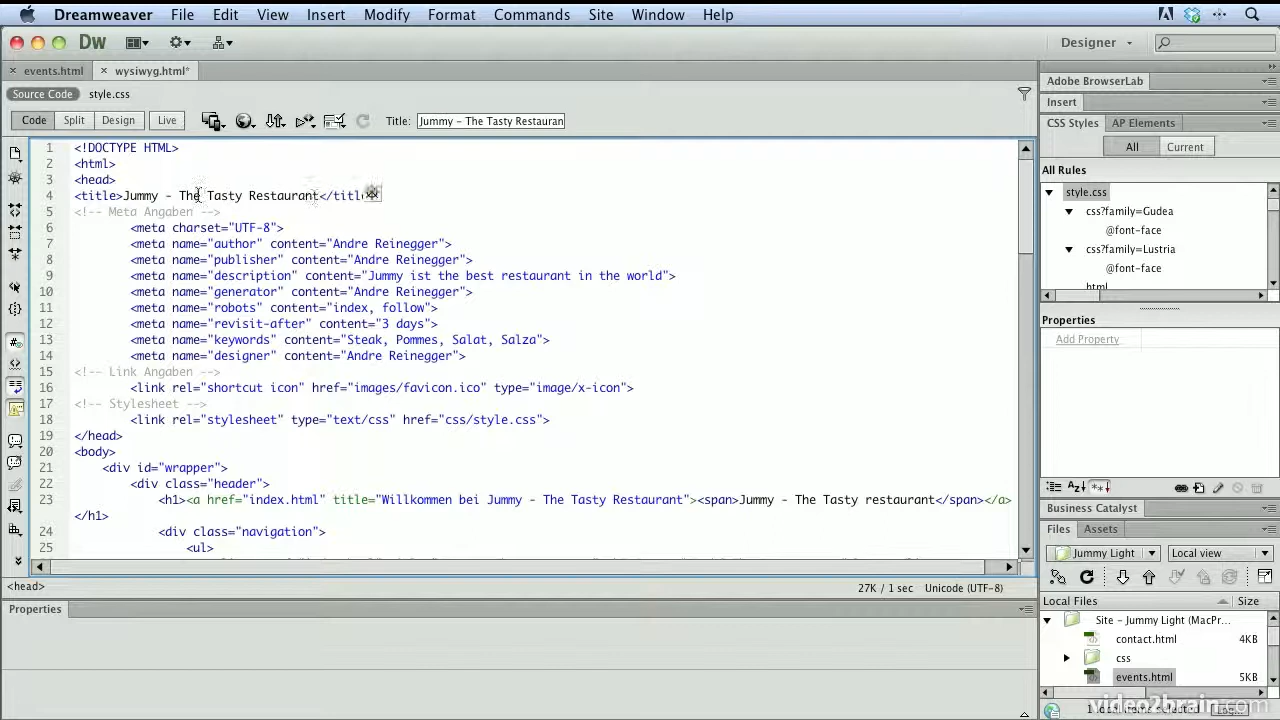 Dreamweaver File Edit View Insert Modify Format Commands Site Window Help
Dw Designer
events.html wysiwyg.html*
Source Code style.css
Code Split Design Live Title: Jummy - The Tasty Restauran
1 <!DOCTYPE HTML>
2 <html>
3 <head>
4 <title>Jummy - The Tasty Restaurant</titl
5 <!-- Meta Angaben -->
6 <meta charset="UTF-8">
7 <meta name="author" content="Andre Reinegger">
8 <meta name="publisher" content="Andre Reinegger">
9 <meta name="description" content="Jummy ist the best restaurant in the world">
10 <meta name="generator" content="Andre Reinegger">
11 <meta name="robots" content="index, follow">
12 <meta name="revisit-after" content="3 days">
13 <meta name="keywords" content="Steak, Pommes, Salat, Salza">
14 <meta name="designer" content="Andre Reinegger">
15 <!-- Link Angaben -->
16 <link rel="shortcut icon" href="images/favicon.ico" type="image/x-icon">
17 <!-- Stylesheet -->
18 <link rel="stylesheet" type="text/css" href="css/style.css">
19 </head>
20 <body>
21 <div id="wrapper">
22 <div class="header">
23 <h1><a href="index.html" title="Willkommen bei Jummy - The Tasty Restaurant"><span>Jummy - The Tasty restaurant</span></a>
</h1>
24 <div class="navigation">
25 <ul>
<head> 27K / 1 sec Unicode (UTF-8)
Properties
Adobe BrowserLab
Insert
CSS Styles AP Elements
All Current
All Rules
style.css
css?family=Gudea
@font-face
css?family=Lustria
@font-face
html
Properties
Add Property
Az↓ **↓
Business Catalyst
Files Assets
Jummy Light Local view
Local Files Size
Site - Jummy Light (MacPr...
contact.html 4KB
css
events.html 5KB
1 local items selected Log...
video2brain.com